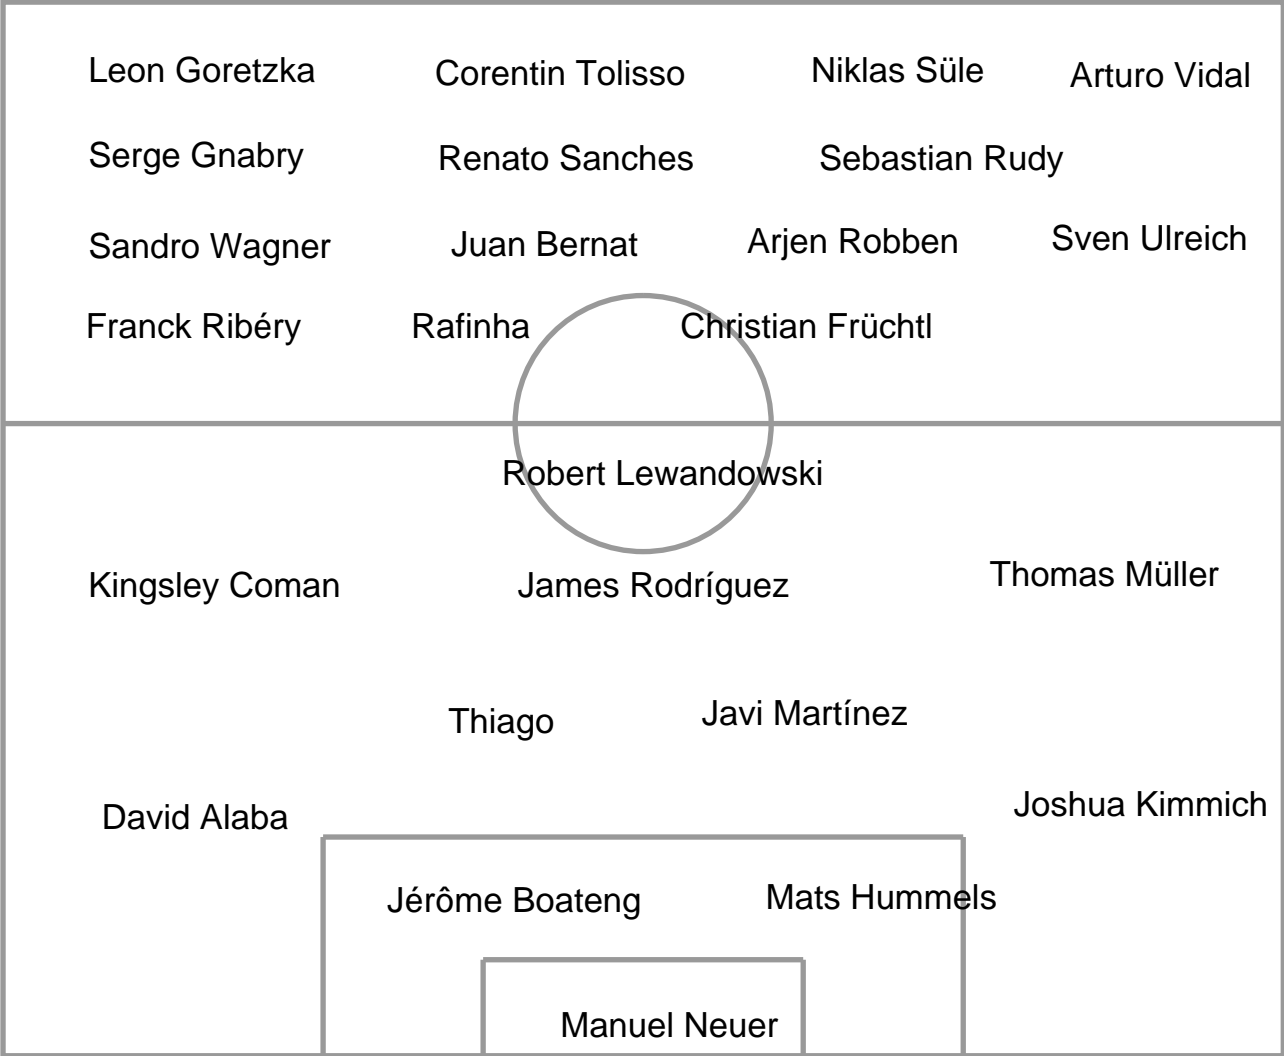 Leon Goretzka Corentin Tolisso Niklas Süle Arturo Vidal
Serge Gnabry Renato Sanches Sebastian Rudy
Sandro Wagner Juan Bernat Arjen Robben Sven Ulreich
Franck Ribéry Rafinha Christian Früchtl
Robert Lewandowski
Kingsley Coman James Rodríguez Thomas Müller
Thiago Javi Martínez
David Alaba Joshua Kimmich
Jérôme Boateng Mats Hummels
Manuel Neuer